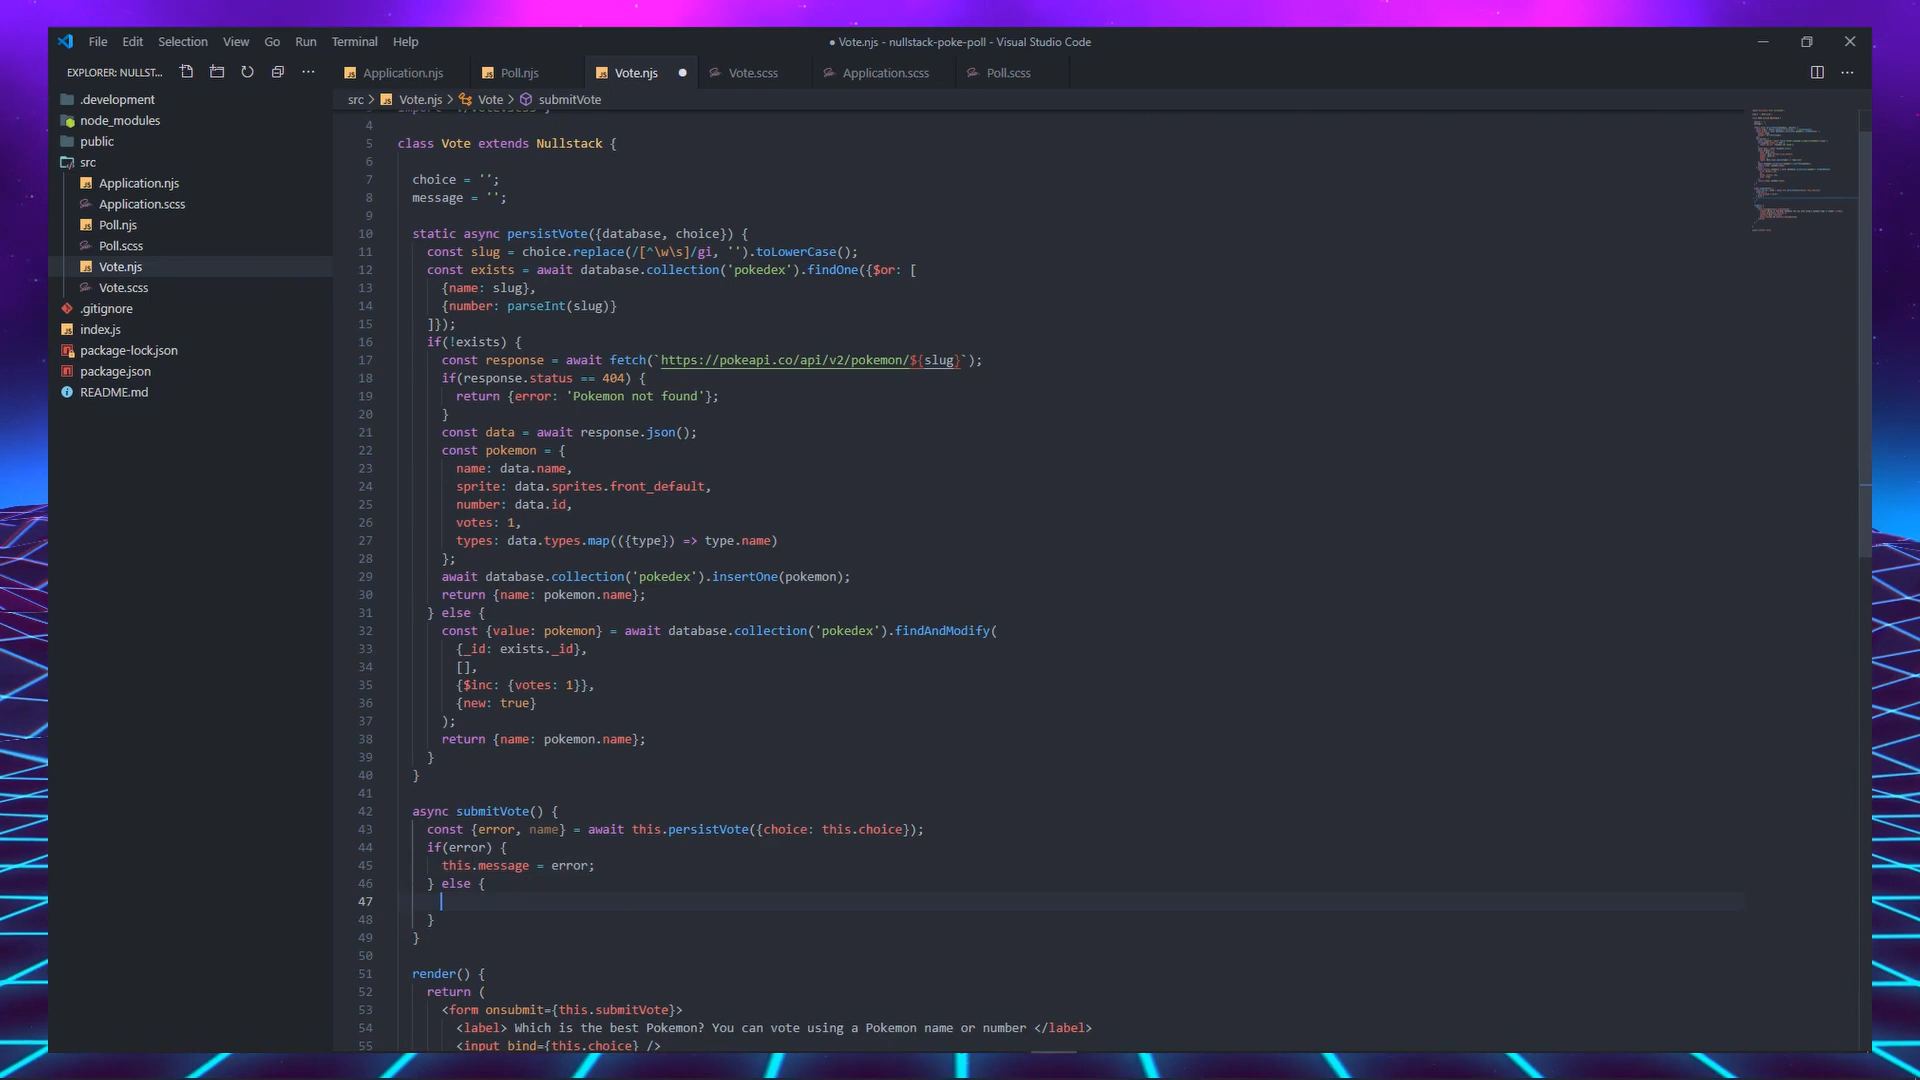 File Edit Selection View Go Run Terminal Help
● Vote.njs - nullstack-poke-poll - Visual Studio Code
EXPLORER: NULLST...
Application.njs
Poll.njs
Vote.njs
Vote.scss
Application.scss
Poll.scss
src > Vote.njs > Vote > submitVote
.development
node_modules
public
src
Application.njs
Application.scss
Poll.njs
Poll.scss
Vote.njs
Vote.scss
.gitignore
index.js
package-lock.json
package.json
README.md
4
5 class Vote extends Nullstack {
6
7 choice = '';
8 message = '';
9
10 static async persistVote({database, choice}) {
11 const slug = choice.replace(/[^\w\s]/gi, '').toLowerCase();
12 const exists = await database.collection('pokedex').findOne({$or: [
13 {name: slug},
14 {number: parseInt(slug)}
15 ]});
16 if(!exists) {
17 const response = await fetch(`https://pokeapi.co/api/v2/pokemon/${slug}`);
18 if(response.status == 404) {
19 return {error: 'Pokemon not found'};
20 }
21 const data = await response.json();
22 const pokemon = {
23 name: data.name,
24 sprite: data.sprites.front_default,
25 number: data.id,
26 votes: 1,
27 types: data.types.map(({type}) => type.name)
28 };
29 await database.collection('pokedex').insertOne(pokemon);
30 return {name: pokemon.name};
31 } else {
32 const {value: pokemon} = await database.collection('pokedex').findAndModify(
33 {_id: exists._id},
34 [],
35 {$inc: {votes: 1}},
36 {new: true}
37 );
38 return {name: pokemon.name};
39 }
40 }
41
42 async submitVote() {
43 const {error, name} = await this.persistVote({choice: this.choice});
44 if(error) {
45 this.message = error;
46 } else {
47
48 }
49 }
50
51 render() {
52 return (
53 <form onsubmit={this.submitVote}>
54 <label> Which is the best Pokemon? You can vote using a Pokemon name or number </label>
55 <input bind={this.choice} />